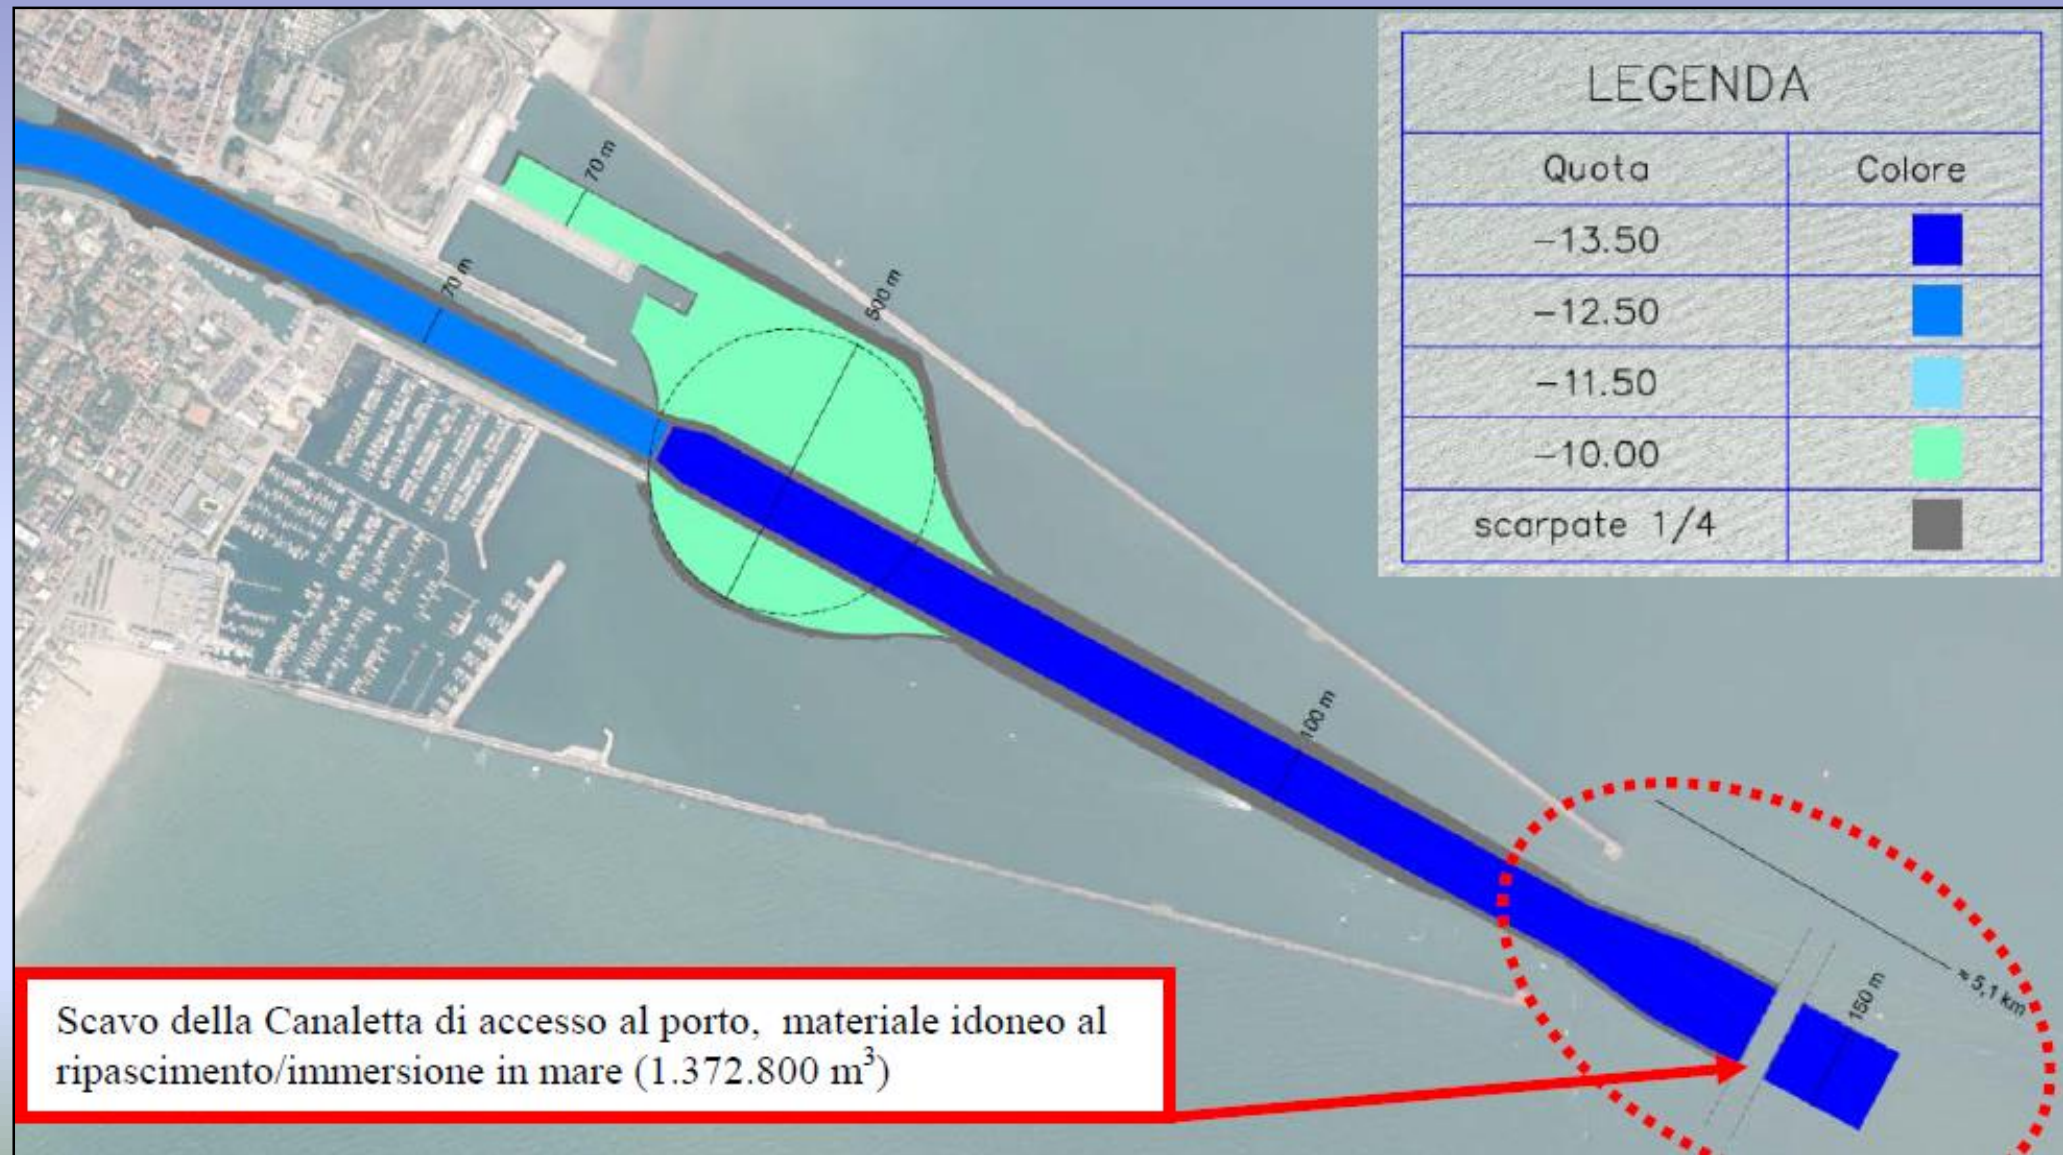 LEGENDA
Quota Colore
-13.50
-12.50
-11.50
-10.00
scarpate 1/4
70 m
500 m
70 m
100 m
≈ 5,1 km
150 m
Scavo della Canaletta di accesso al porto, materiale idoneo al
ripascimento/immersione in mare (1.372.800 m³)